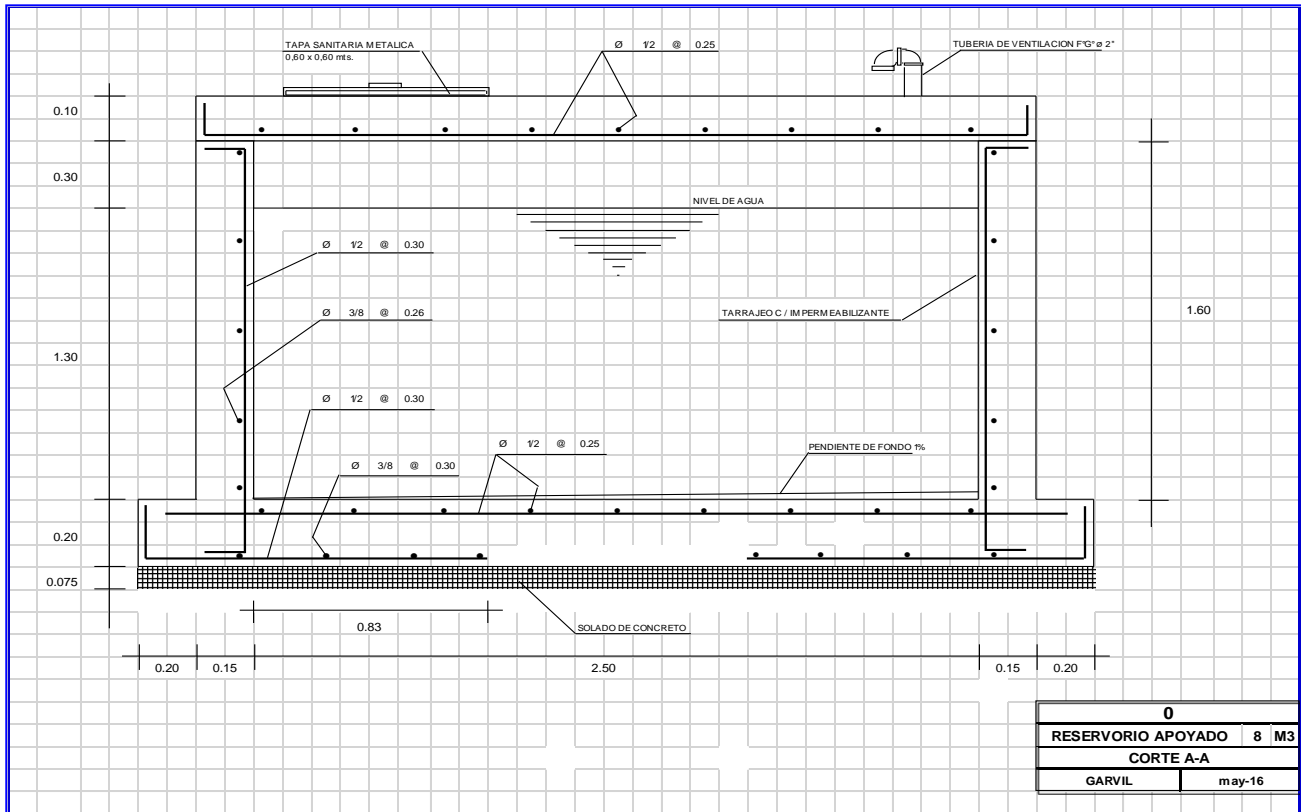 TAPA SANITARIA METALICA
0,60 x 0,60 mts.
Ø 1/2 @ 0.25
TUBERIA DE VENTILACION FºGº ø 2"
0.10
0.30
NIVEL DE AGUA
Ø 1/2 @ 0.30
Ø 3/8 @ 0.26
TARRAJEO C / IMPERMEABILIZANTE
1.60
1.30
Ø 1/2 @ 0.30
Ø 1/2 @ 0.25
PENDIENTE DE FONDO 1%
Ø 3/8 @ 0.30
0.20
0.075
0.83
SOLADO DE CONCRETO
0.20 0.15 2.50 0.15 0.20
0
RESERVORIO APOYADO 8 M3
CORTE A-A
GARVIL may-16